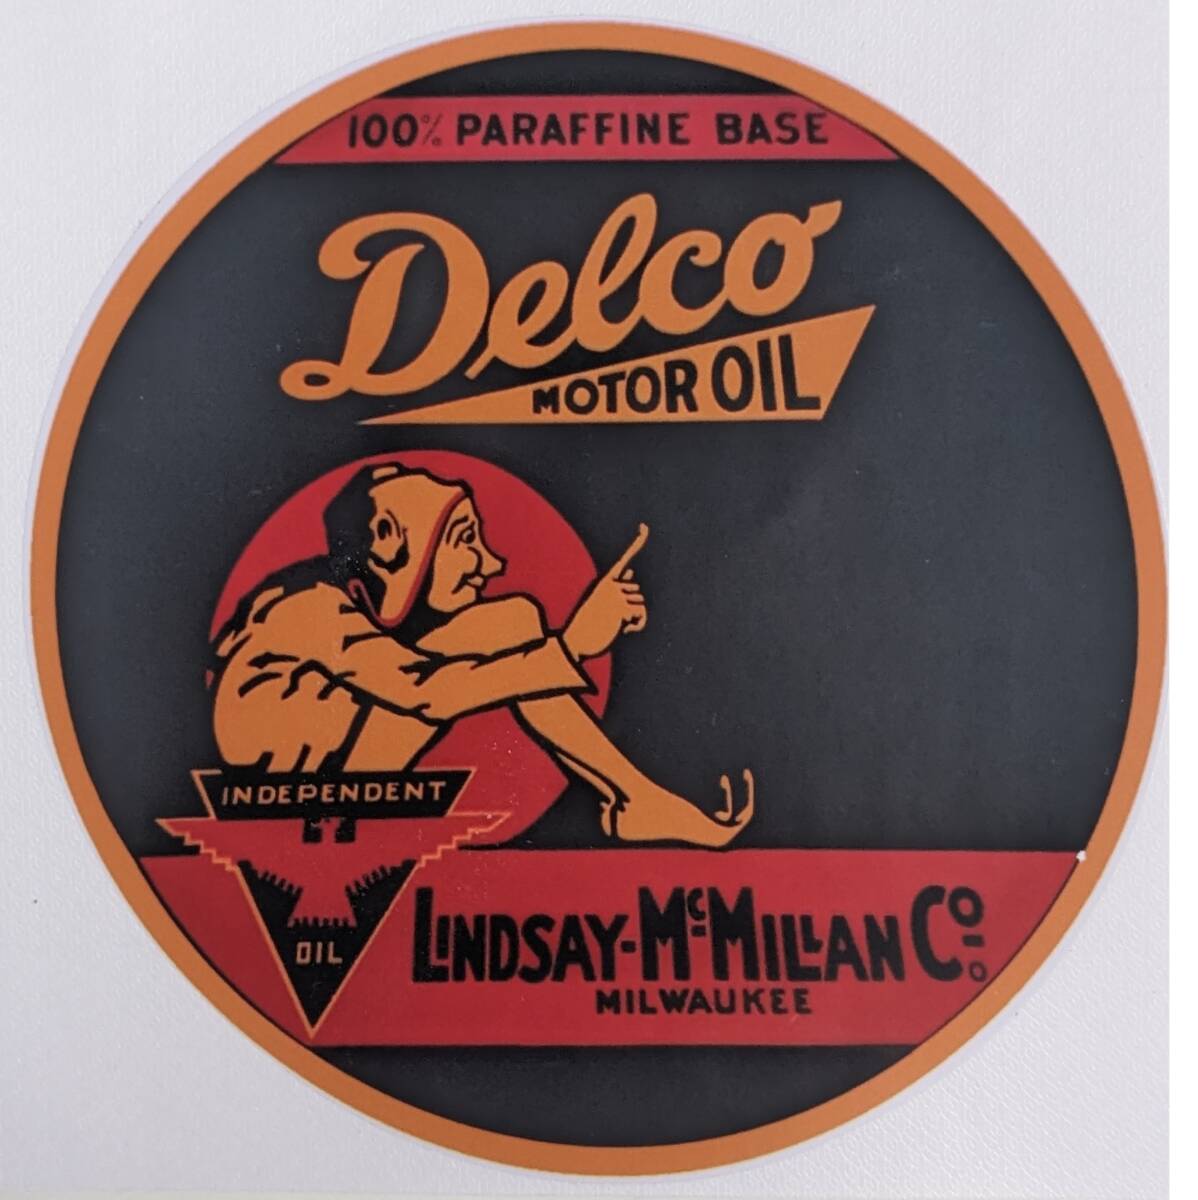 100% PARAFFINE BASE
Delco
MOTOR OIL
INDEPENDENT
OIL
LINDSAY-McMILLAN Co.
MILWAUKEE